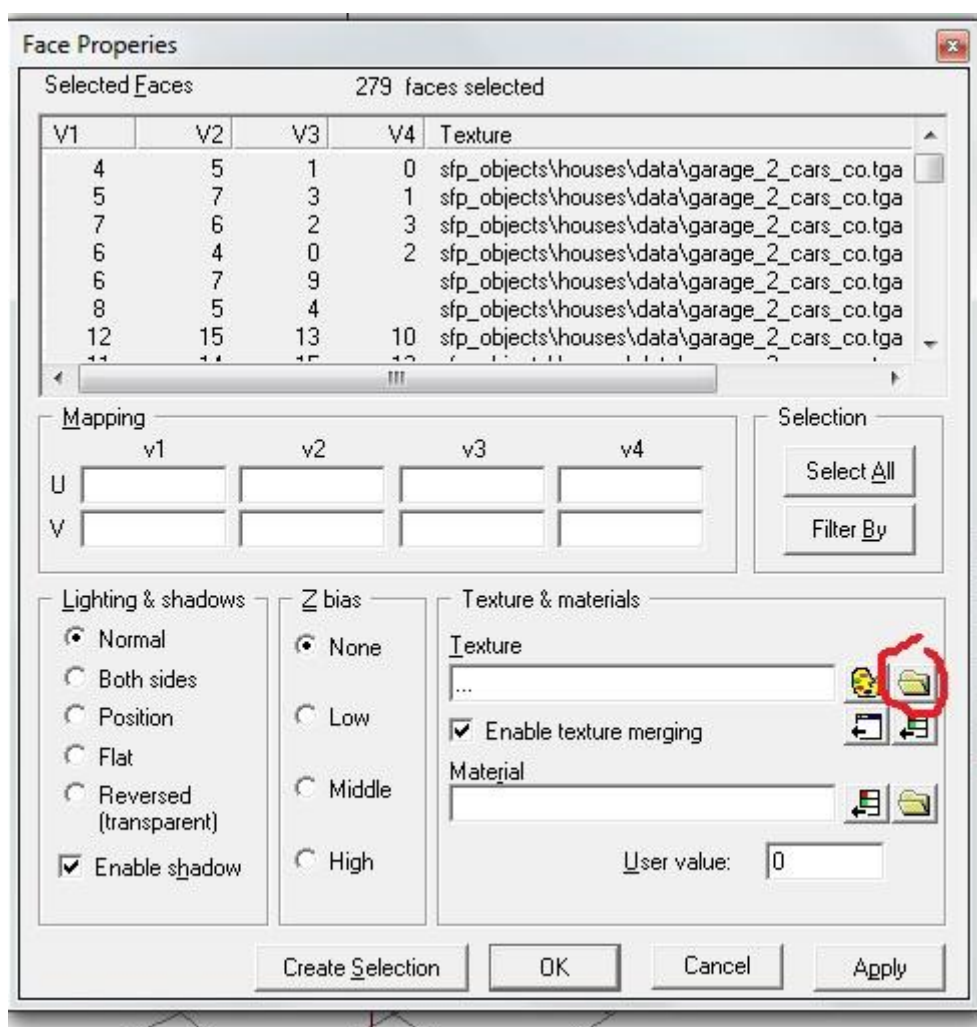 Face Properies
Selected Faces 279 faces selected
V1 V2 V3 V4 Texture
4 5 1 0 sfp_objects\houses\data\garage_2_cars_co.tga
5 7 3 1 sfp_objects\houses\data\garage_2_cars_co.tga
7 6 2 3 sfp_objects\houses\data\garage_2_cars_co.tga
6 4 0 2 sfp_objects\houses\data\garage_2_cars_co.tga
6 7 9 sfp_objects\houses\data\garage_2_cars_co.tga
8 5 4 sfp_objects\houses\data\garage_2_cars_co.tga
12 15 13 10 sfp_objects\houses\data\garage_2_cars_co.tga
Mapping
v1 v2 v3 v4
U
V
Selection
Select All
Filter By
Lighting & shadows
Normal
Both sides
Position
Flat
Reversed
(transparent)
Enable shadow
Z bias
None
Low
Middle
High
Texture & materials
Texture
...
Enable texture merging
Material
User value: 0
Create Selection OK Cancel Apply